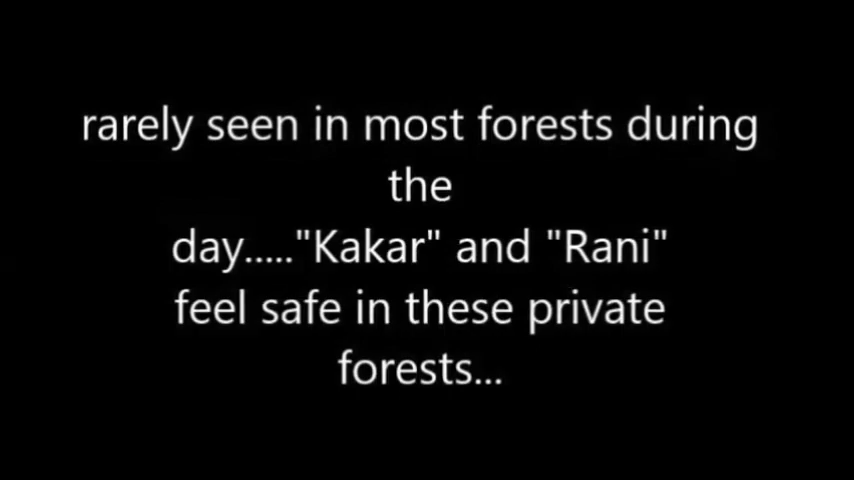 rarely seen in most forests during
the
day....."Kakar" and "Rani"
feel safe in these private
forests...